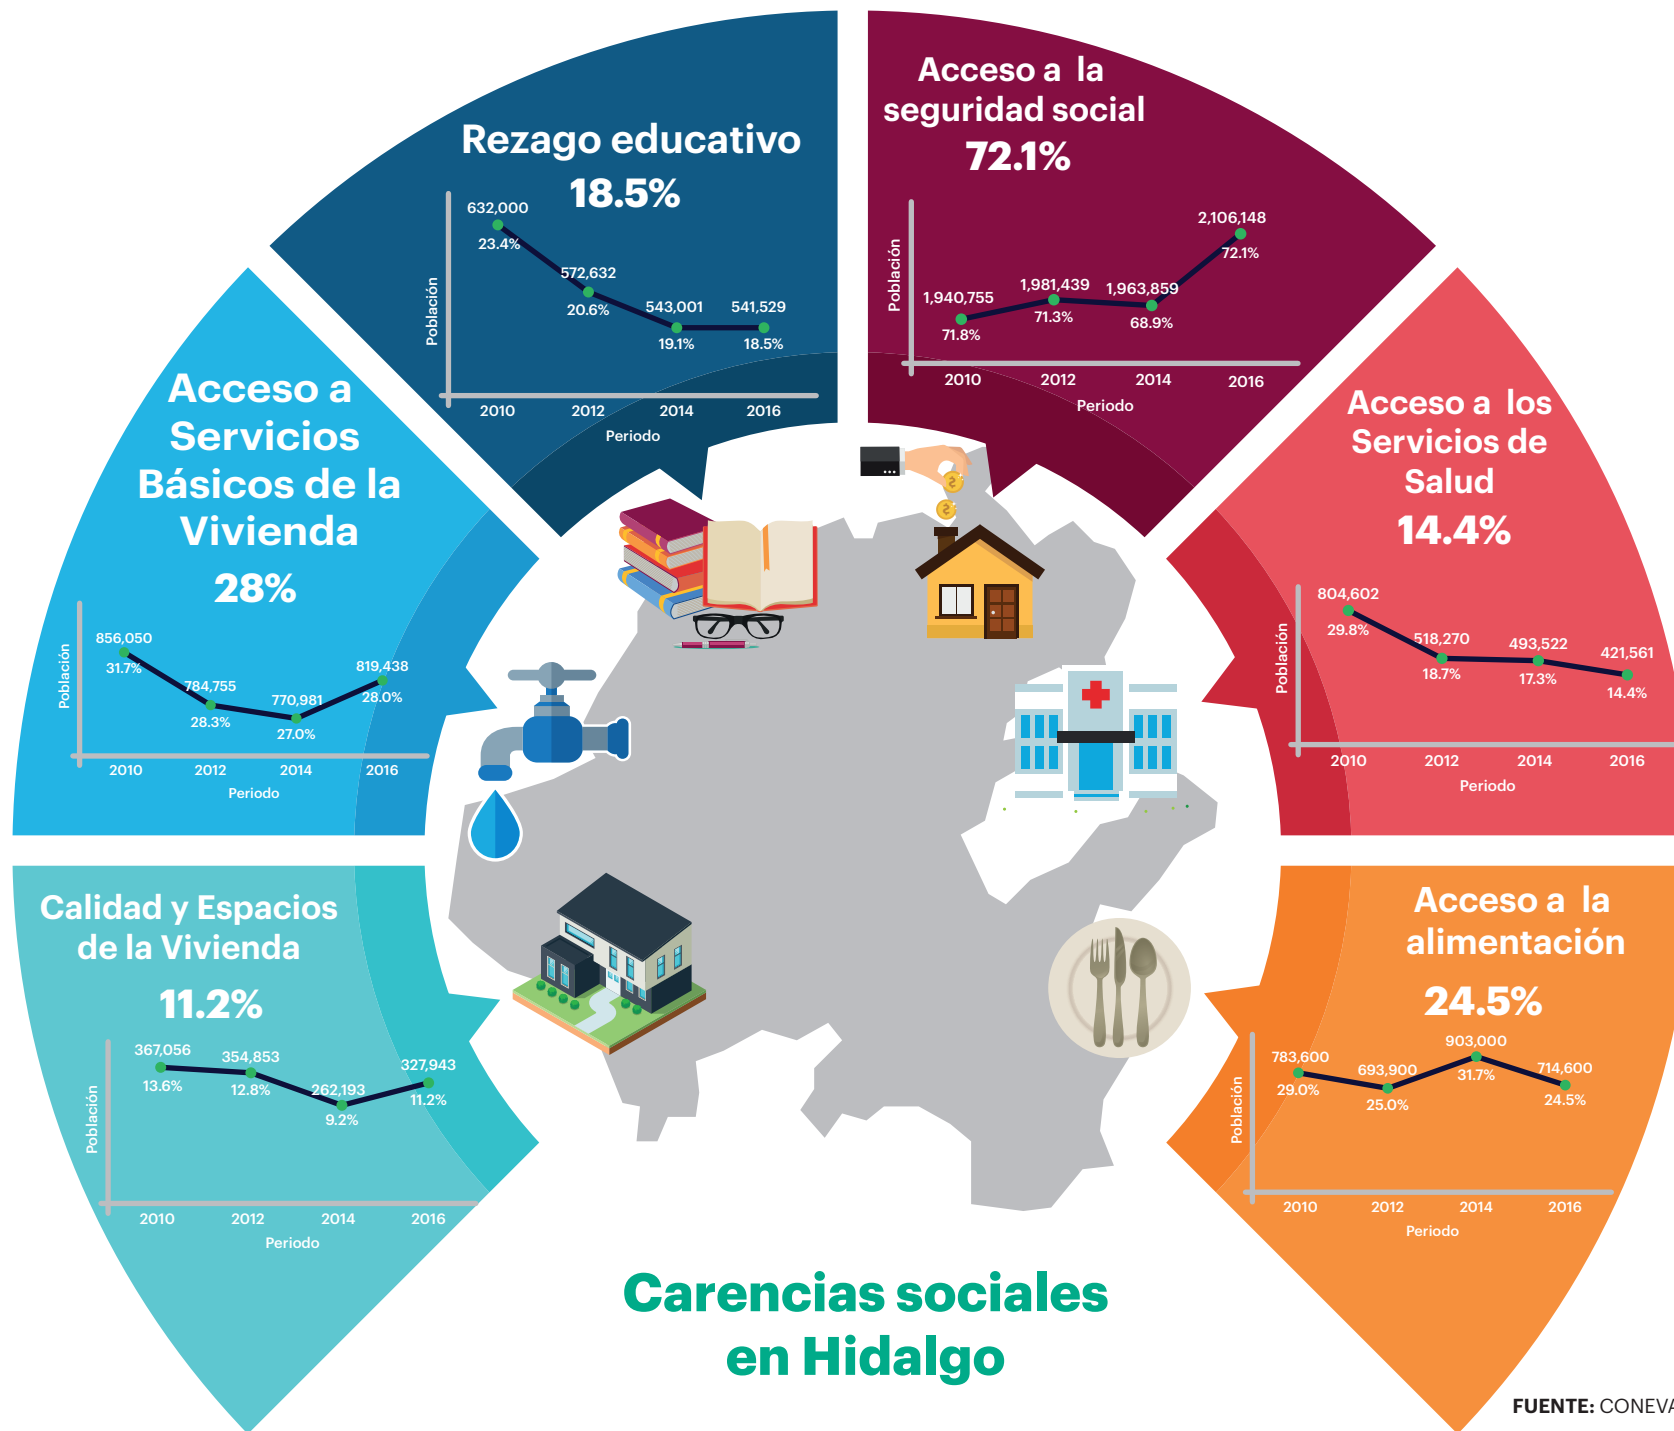 Rezago educativo
18.5%
Población
632,000
23.4%
572,632
20.6%
543,001
19.1%
541,529
18.5%
2010 2012 2014 2016
Periodo
Acceso a la
seguridad social
72.1%
Población
1,940,755
71.8%
1,981,439
71.3%
1,963,859
68.9%
2,106,148
72.1%
2010 2012 2014 2016
Periodo
Acceso a
Servicios
Básicos de la
Vivienda
28%
Población
856,050
31.7%
784,755
28.3%
770,981
27.0%
819,438
28.0%
2010 2012 2014 2016
Periodo
Acceso a los
Servicios de
Salud
14.4%
Población
804,602
29.8%
518,270
18.7%
493,522
17.3%
421,561
14.4%
2010 2012 2014 2016
Periodo
Calidad y Espacios
de la Vivienda
11.2%
Población
367,056
13.6%
354,853
12.8%
262,193
9.2%
327,943
11.2%
2010 2012 2014 2016
Periodo
Acceso a la
alimentación
24.5%
Población
783,600
29.0%
693,900
25.0%
903,000
31.7%
714,600
24.5%
2010 2012 2014 2016
Periodo
Carencias sociales
en Hidalgo
FUENTE: